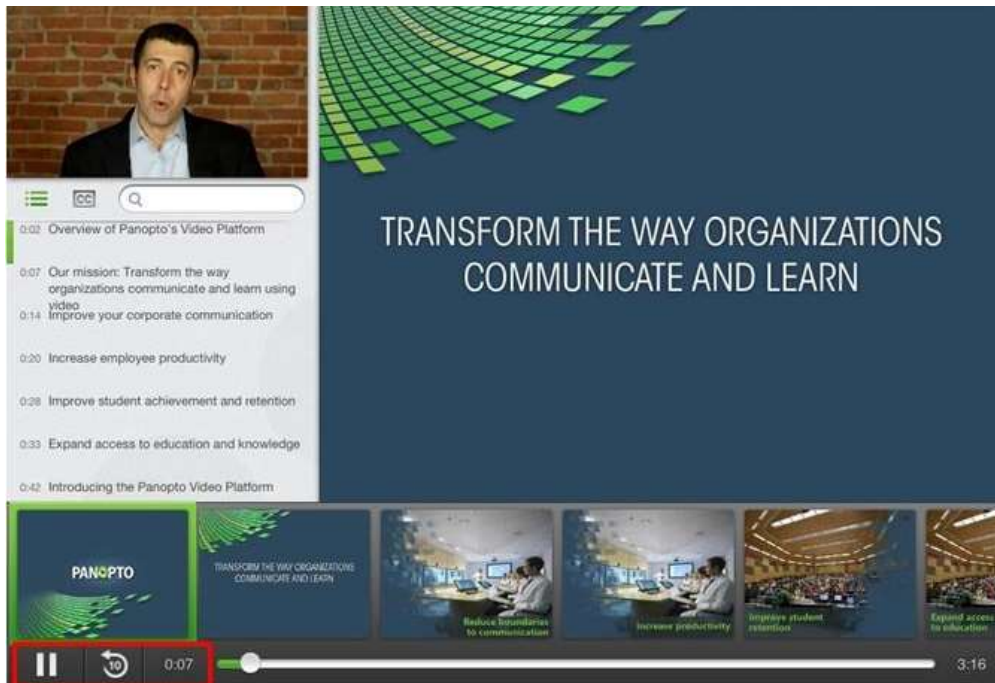 CC
0:02 Overview of Panopto's Video Platform
0:07 Our mission: Transform the way
organizations communicate and learn using
video
0:14 Improve your corporate communication
0:20 Increase employee productivity
0:28 Improve student achievement and retention
0:33 Expand access to education and knowledge
0:42 Introducing the Panopto Video Platform
TRANSFORM THE WAY ORGANIZATIONS
COMMUNICATE AND LEARN
PANOPTO
TRANSFORM THE WAY ORGANIZATIONS
COMMUNICATE AND LEARN
Reduce boundaries
to communication
Increase productivity
Improve student
retention
Expand access
to education
10
0:07
3:16